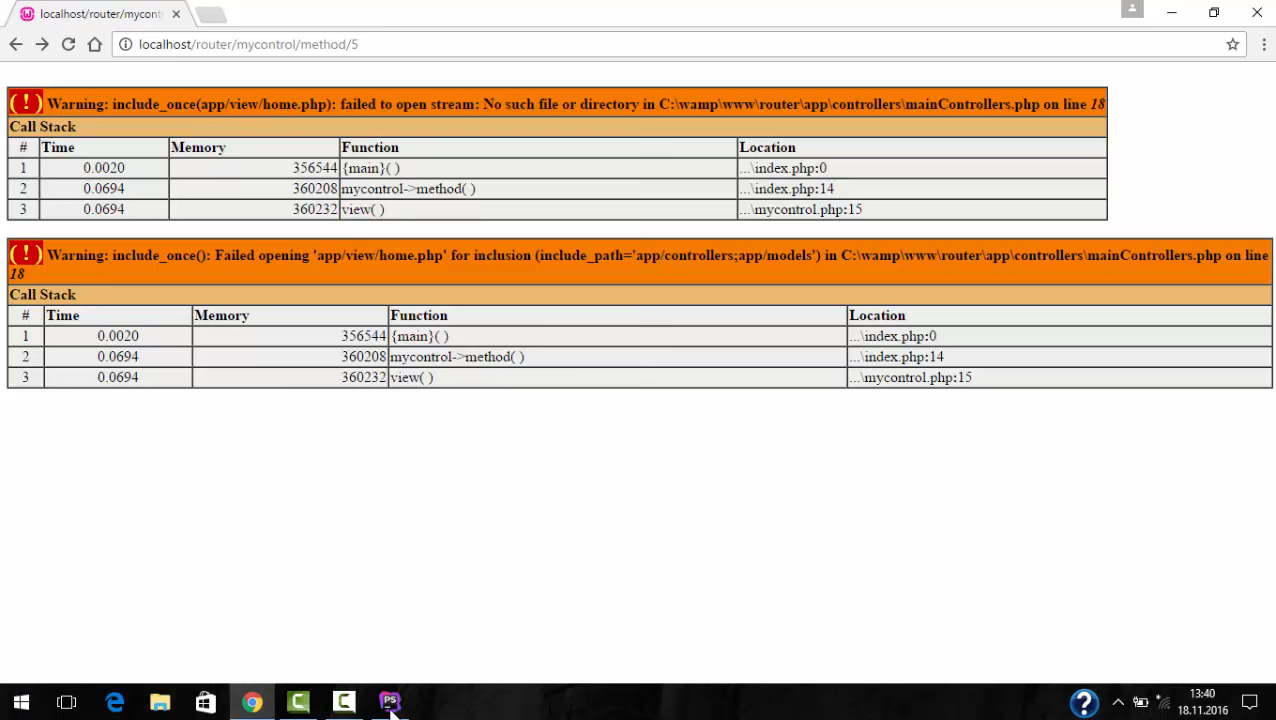 localhost/router/mycont
localhost/router/mycontrol/method/5
( ! ) Warning: include_once(app/view/home.php): failed to open stream: No such file or directory in C:\wamp\www\router\app\controllers\mainControllers.php on line 18
Call Stack
# Time Memory Function Location
1 0.0020 356544 {main}( ) ...\index.php:0
2 0.0694 360208 mycontrol->method( ) ...\index.php:14
3 0.0694 360232 view( ) ...\mycontrol.php:15
( ! ) Warning: include_once(): Failed opening 'app/view/home.php' for inclusion (include_path='app/controllers;app/models') in C:\wamp\www\router\app\controllers\mainControllers.php on line
18
Call Stack
# Time Memory Function Location
1 0.0020 356544 {main}( ) ...\index.php:0
2 0.0694 360208 mycontrol->method( ) ...\index.php:14
3 0.0694 360232 view( ) ...\mycontrol.php:15
PS
13:40
18.11.2016